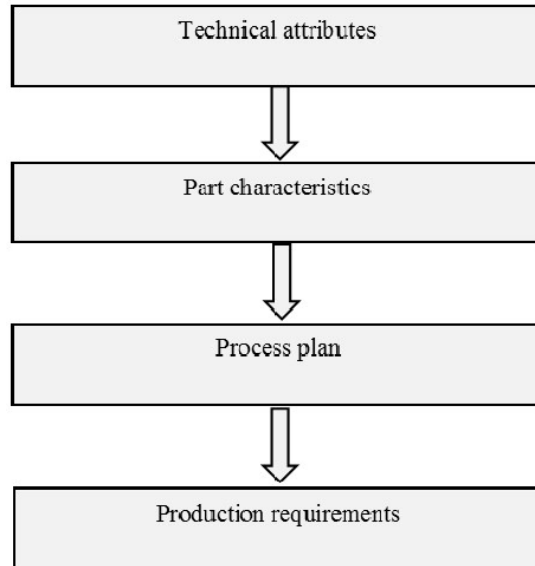 Technical attributes
Part characteristics
Process plan
Production requirements